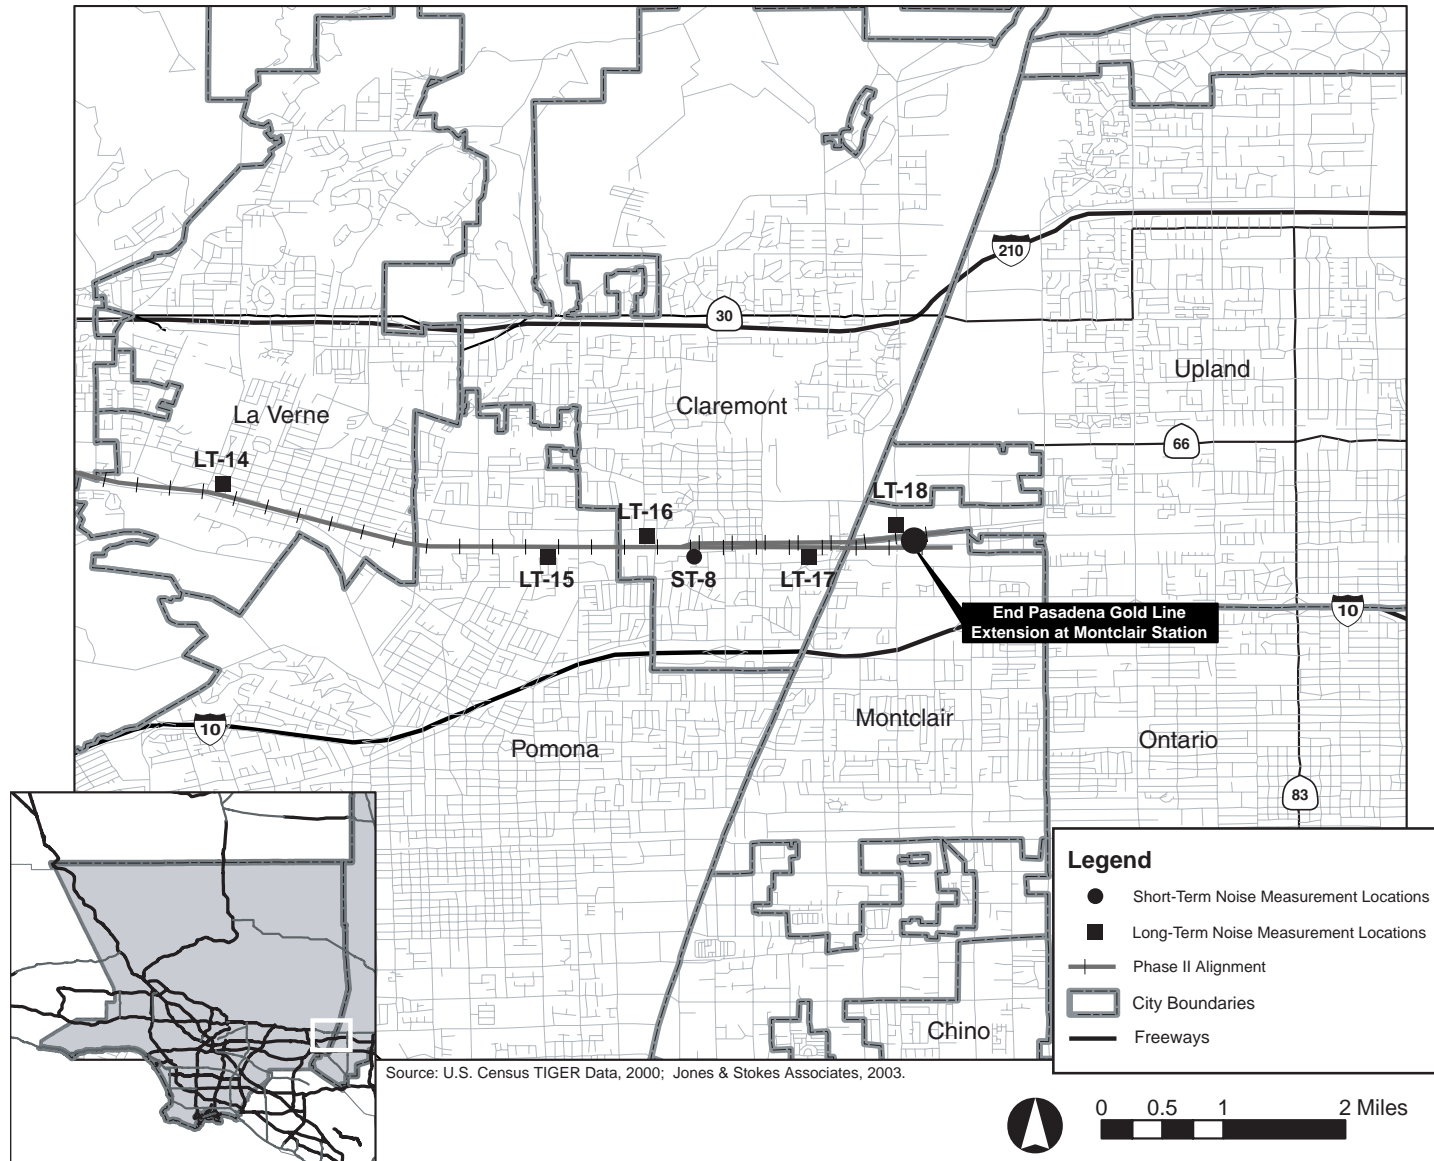 210
30
Upland
Claremont
La Verne
66
LT-14
LT-18
LT-16
LT-15
ST-8
LT-17
End Pasadena Gold Line
Extension at Montclair Station
10
10
Montclair
Pomona
Ontario
83
Chino
Legend
Short-Term Noise Measurement Locations
Long-Term Noise Measurement Locations
Phase II Alignment
City Boundaries
Freeways
Source: U.S. Census TIGER Data, 2000; Jones & Stokes Associates, 2003.
0 0.5 1 2 Miles